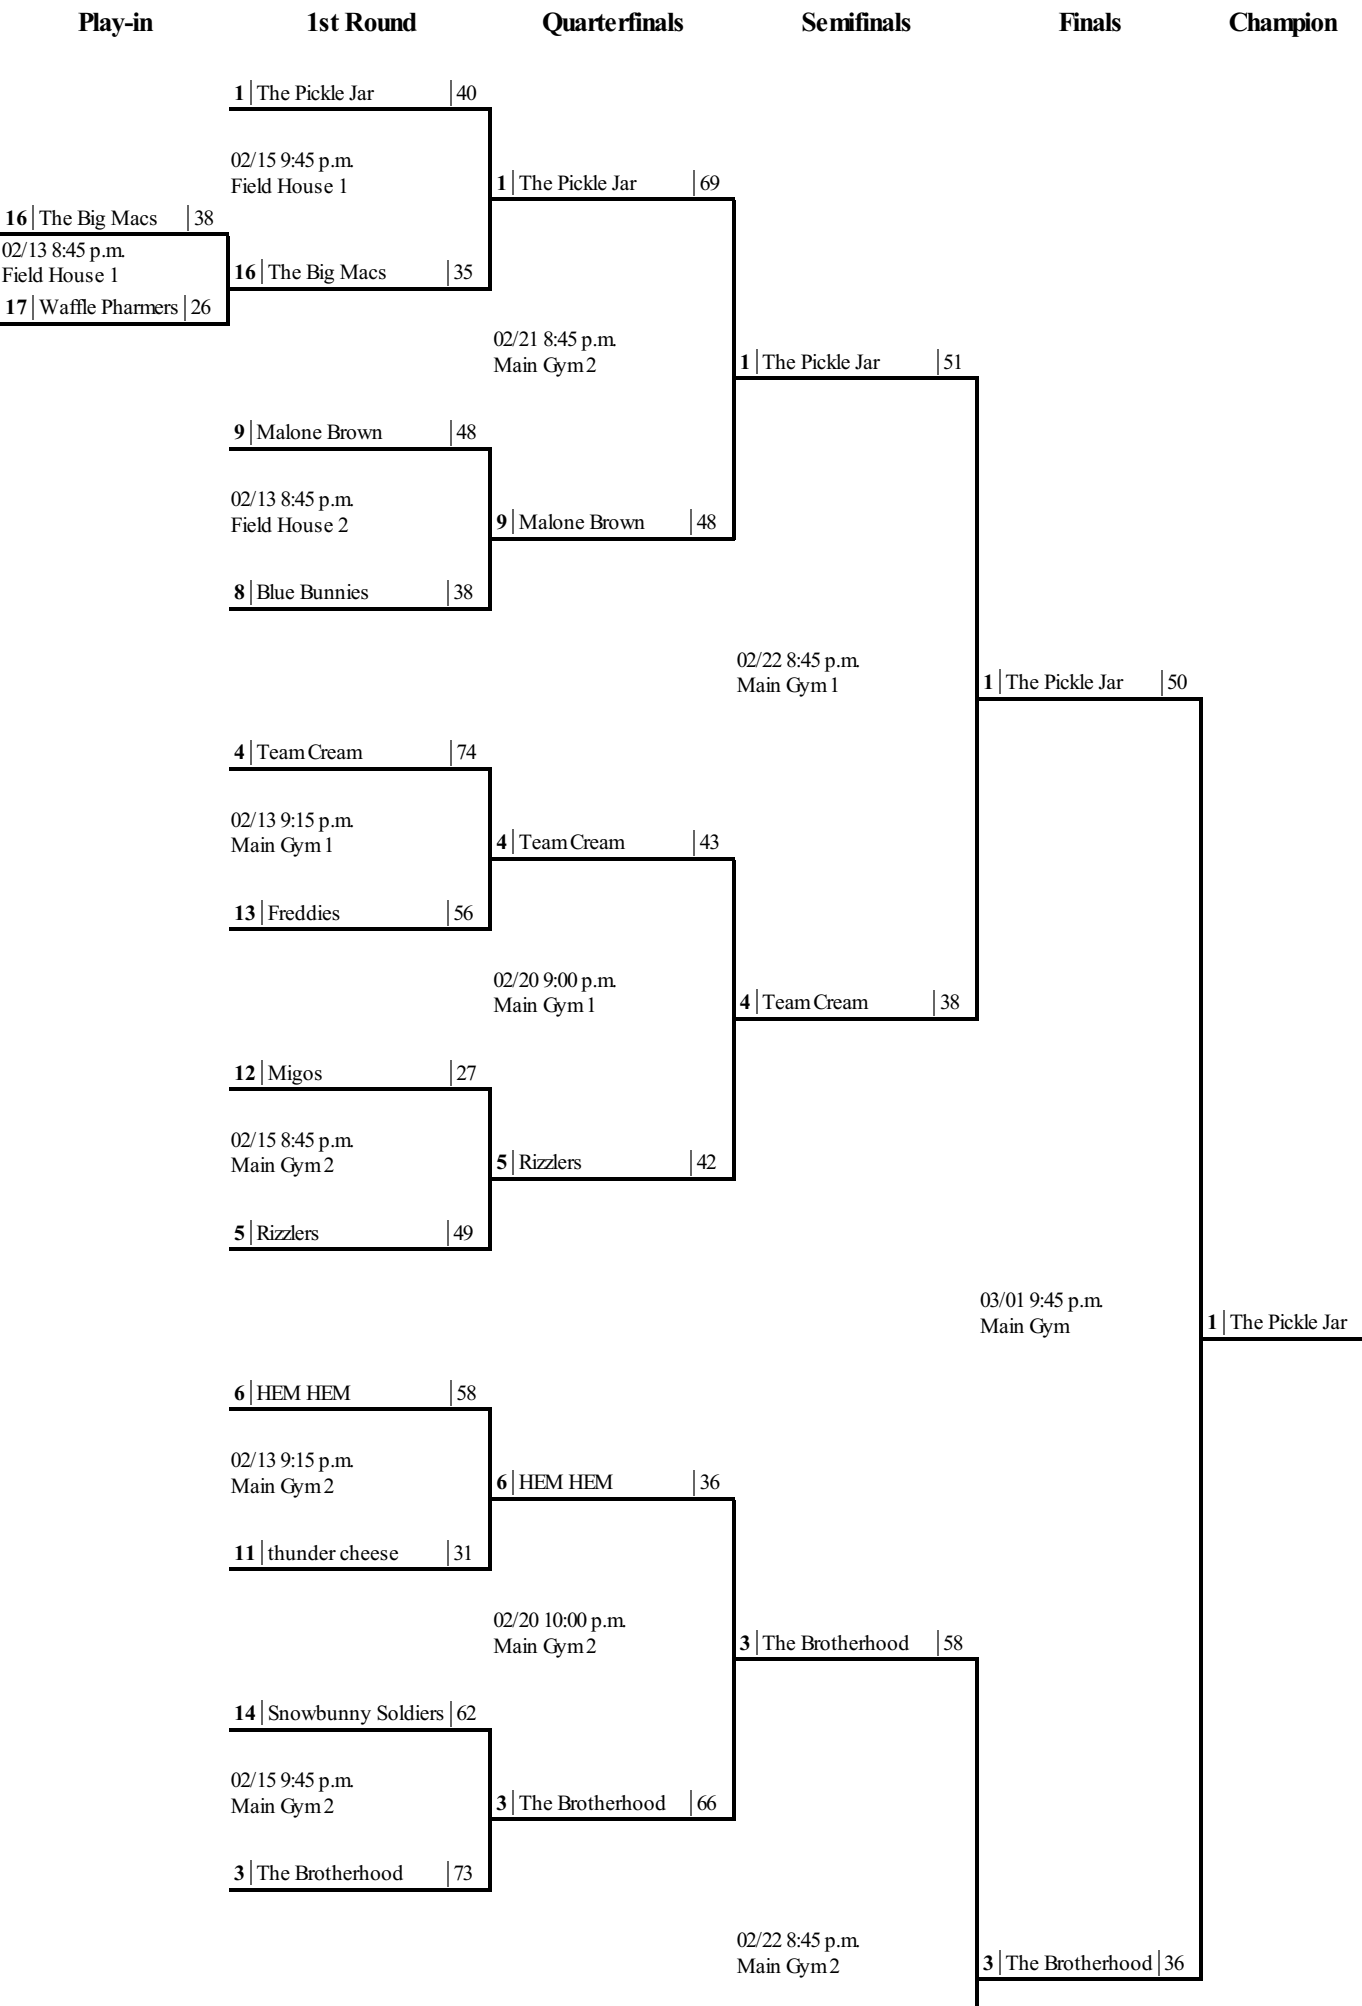 Play-in 1st Round Quarterfinals Semifinals Finals Champion
1 The Pickle Jar 40
02/15 9:45 p.m.
Field House 1
1 The Pickle Jar 69
16 The Big Macs 38
02/13 8:45 p.m.
Field House 1
16 The Big Macs 35
17 Waffle Pharmers 26
02/21 8:45 p.m.
Main Gym 2
1 The Pickle Jar 51
9 Malone Brown 48
02/13 8:45 p.m.
Field House 2
9 Malone Brown 48
8 Blue Bunnies 38
02/22 8:45 p.m.
Main Gym 1
1 The Pickle Jar 50
4 Team Cream 74
02/13 9:15 p.m.
Main Gym 1
4 Team Cream 43
13 Freddies 56
02/20 9:00 p.m.
Main Gym 1
4 Team Cream 38
12 Migos 27
02/15 8:45 p.m.
Main Gym 2
5 Rizzlers 42
5 Rizzlers 49
03/01 9:45 p.m.
Main Gym
1 The Pickle Jar
6 HEM HEM 58
02/13 9:15 p.m.
Main Gym 2
6 HEM HEM 36
11 thunder cheese 31
02/20 10:00 p.m.
Main Gym 2
3 The Brotherhood 58
14 Snowbunny Soldiers 62
02/15 9:45 p.m.
Main Gym 2
3 The Brotherhood 66
3 The Brotherhood 73
02/22 8:45 p.m.
Main Gym 2
3 The Brotherhood 36